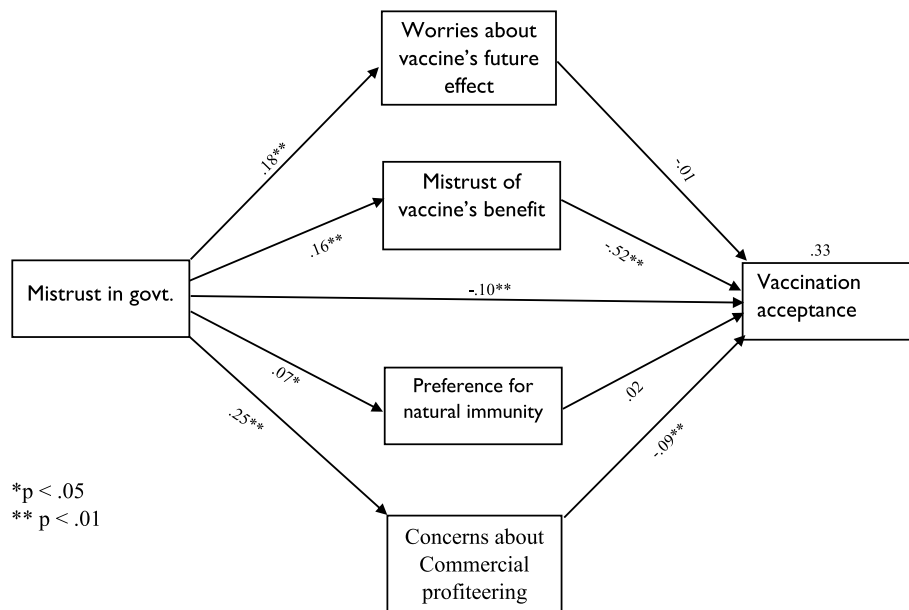 Worries about
vaccine's future
effect
.18**
-.01
Mistrust of
vaccine's benefit
.16**
-.52**
.33
Mistrust in govt.
-.10**
Vaccination
acceptance
.07*
Preference for
natural immunity
.02
.25**
-.09**
*p < .05
** p < .01
Concerns about
Commercial
profiteering